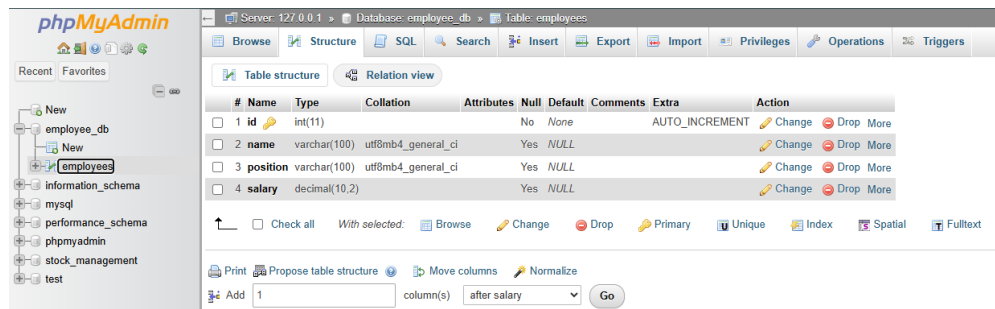 phpMyAdmin
Recent Favorites
New
employee_db
New
employees
information_schema
mysql
performance_schema
phpmyadmin
stock_management
test
Server: 127.0.0.1 » Database: employee_db » Table: employees
Browse Structure SQL Search Insert Export Import Privileges Operations Triggers
Table structure Relation view
# Name Type Collation Attributes Null Default Comments Extra Action
1 id int(11) No None AUTO_INCREMENT Change Drop More
2 name varchar(100) utf8mb4_general_ci Yes NULL Change Drop More
3 position varchar(100) utf8mb4_general_ci Yes NULL Change Drop More
4 salary decimal(10,2) Yes NULL Change Drop More
Check all With selected: Browse Change Drop Primary Unique Index Spatial Fulltext
Print Propose table structure Move columns Normalize
Add 1 column(s) after salary Go